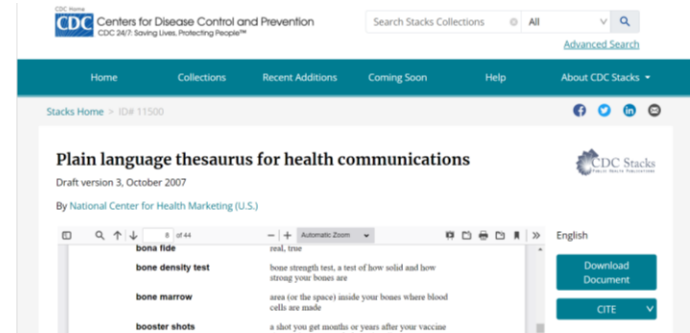 CDC Home
CDC Centers for Disease Control and Prevention
CDC 24/7: Saving Lives, Protecting People™
Search Stacks Collections
All
Advanced Search
Home Collections Recent Additions Coming Soon Help About CDC Stacks
Stacks Home > ID# 11500
Plain language thesaurus for health communications
CDC Stacks
PUBLIC HEALTH PUBLICATIONS
Draft version 3, October 2007
By National Center for Health Marketing (U.S.)
8 of 44 Automatic Zoom
English
bona fide real, true
bone density test bone strength test, a test of how solid and how
strong your bones are
Download
Document
bone marrow area (or the space) inside your bones where blood
cells are made
CITE
booster shots a shot you get months or years after your vaccine